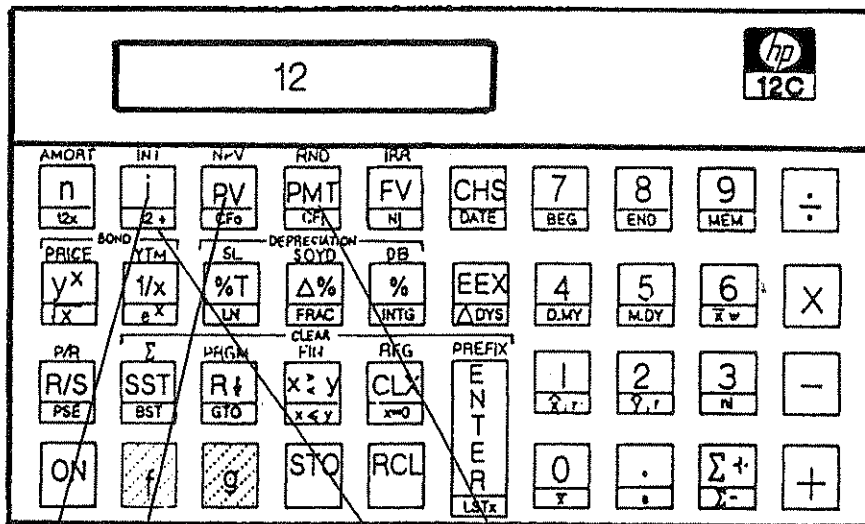 12
hp
12C
AMORT INT NPV RND IRR
n i PV PMT FV CHS 7 8 9 ÷
12x 12÷ CFo CFj Nj DATE BEG END MEM
BOND DEPRECIATION
PRICE YTM SL SOYD DB
yˣ 1/x %T Δ% % EEX 4 5 6 X
√x eˣ LN FRAC INTG ΔDYS D.MY M.DY x̄w
CLEAR
P/R Σ PRGM FIN REG PREFIX
R/S SST R↓ x≷y CLX ENTER 1 2 3 −
PSE BST GTO x≤y x=0 x̂,r ŷ,r n!
ON f g STO RCL 0 . Σ+ +
LSTx x̄ s Σ-